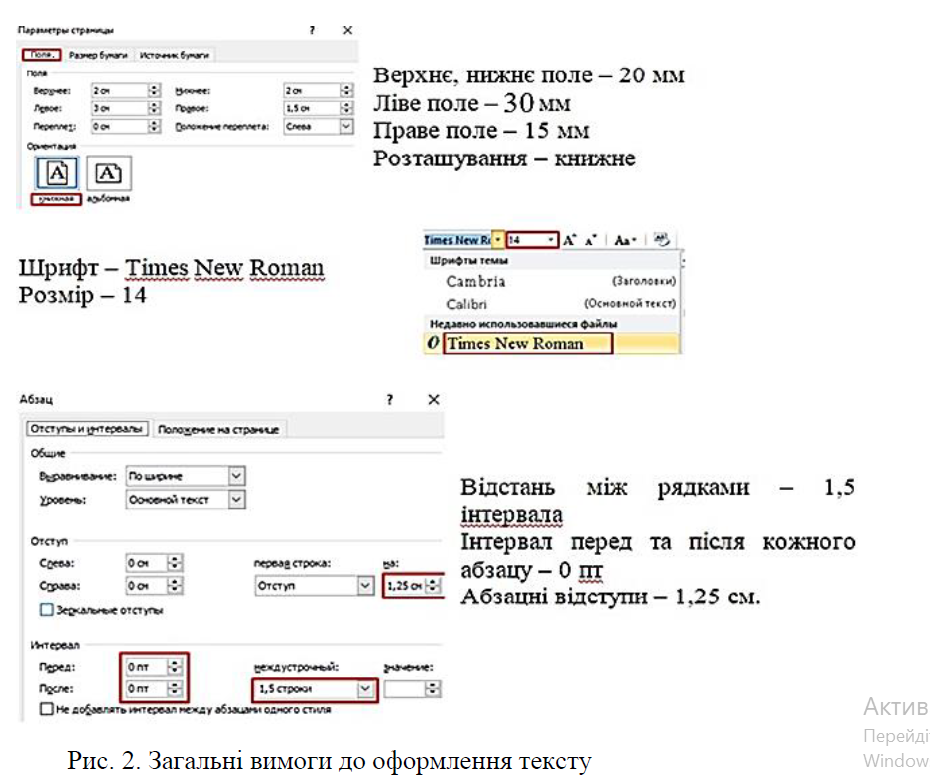 Параметры страницы ? ×
Поля Размер бумаги Источник бумаги
Поля
Верхнее: 2 см Нижнее: 2 см
Левое: 3 см Правое: 1,5 см
Переплет: 0 см Положение переплета: Слева
Ориентация
A A
книжная альбомная
Верхнє, нижнє поле – 20 мм
Ліве поле – 30 мм
Праве поле – 15 мм
Розташування – книжне
Шрифт – Times New Roman
Розмір – 14
Times New Ro 14 A A Aa
Шрифты темы
Cambria (Заголовки)
Calibri (Основной текст)
Недавно использовавшиеся файлы
O Times New Roman
Абзац ? ×
Отступы и интервалы Положение на странице
Общие
Выравнивание: По ширине
Уровень: Основной текст
Отступ
Слева: 0 см первая строка: на:
Справа: 0 см Отступ 1,25 см
Зеркальные отступы
Интервал
Перед: 0 пт междустрочный: значение:
После: 0 пт 1,5 строки
Не добавлять интервал между абзацами одного стиля
Відстань між рядками – 1,5
інтервала
Інтервал перед та після кожного
абзацу – 0 пт
Абзацні відступи – 1,25 см.
Актив
Перейді
Window
Рис. 2. Загальні вимоги до оформлення тексту